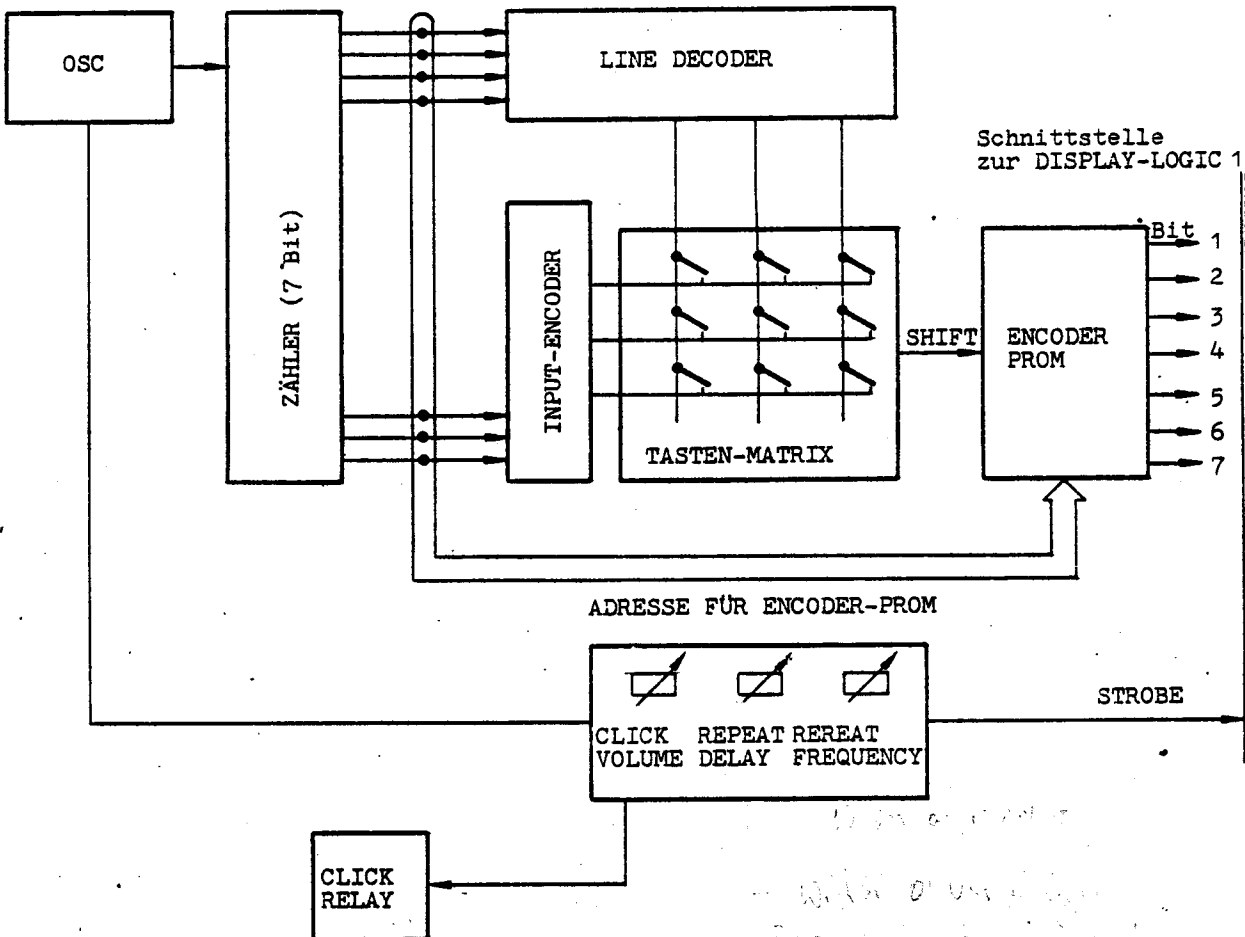 OSC
ZÄHLER (7 Bit)
LINE DECODER
Schnittstelle
zur DISPLAY-LOGIC 1
INPUT-ENCODER
TASTEN-MATRIX
SHIFT
ENCODER
PROM
Bit
1
2
3
4
5
6
7
ADRESSE FÜR ENCODER-PROM
CLICK
VOLUME
REPEAT
DELAY
REREAT
FREQUENCY
STROBE
CLICK
RELAY